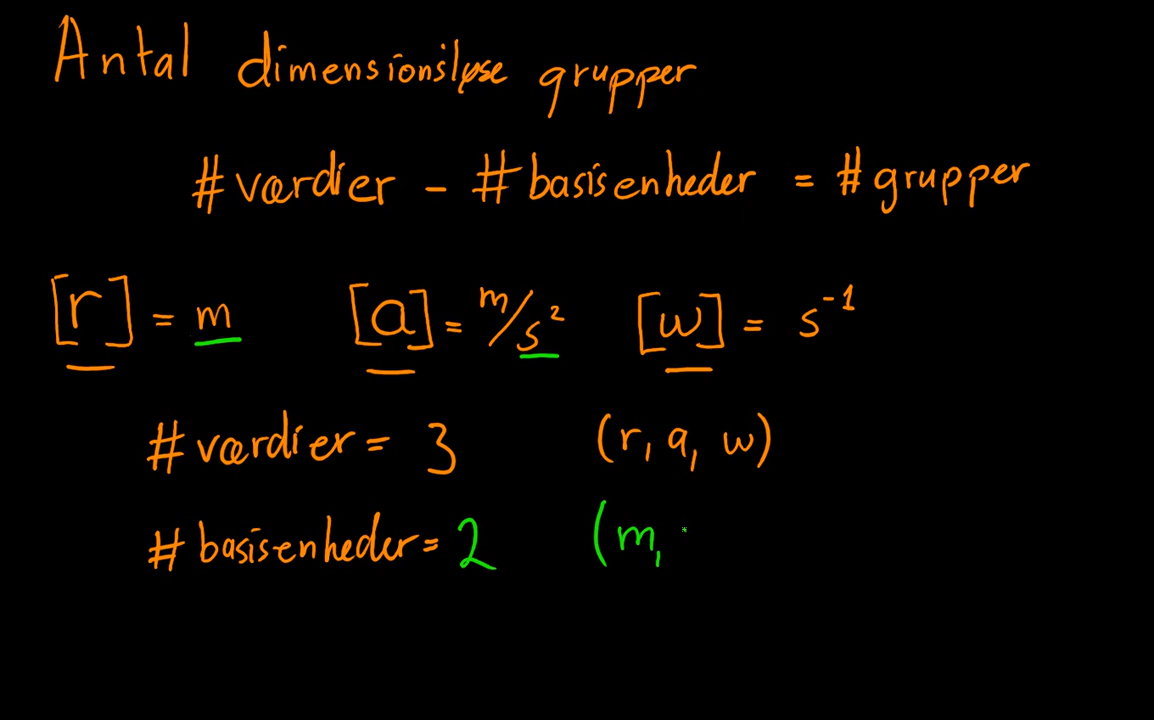 Antal dimensionsløse grupper
#værdier - #basisenheder = #grupper
[r] = m [a] = m/s² [w] = s⁻¹
#værdier = 3 (r, a, w)
#basisenheder = 2 (m,